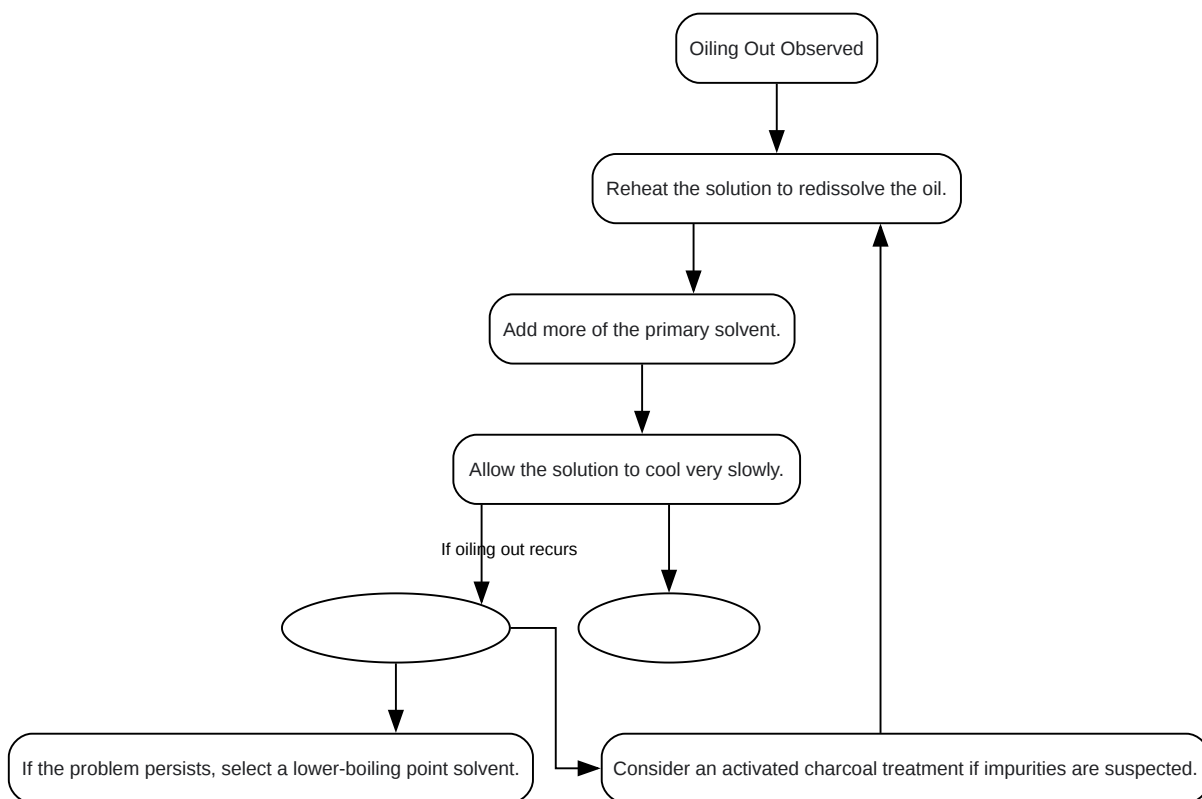 Oiling Out Observed
Reheat the solution to redissolve the oil.
Add more of the primary solvent.
Allow the solution to cool very slowly.
If oiling out recurs
If the problem persists, select a lower-boiling point solvent.
Consider an activated charcoal treatment if impurities are suspected.